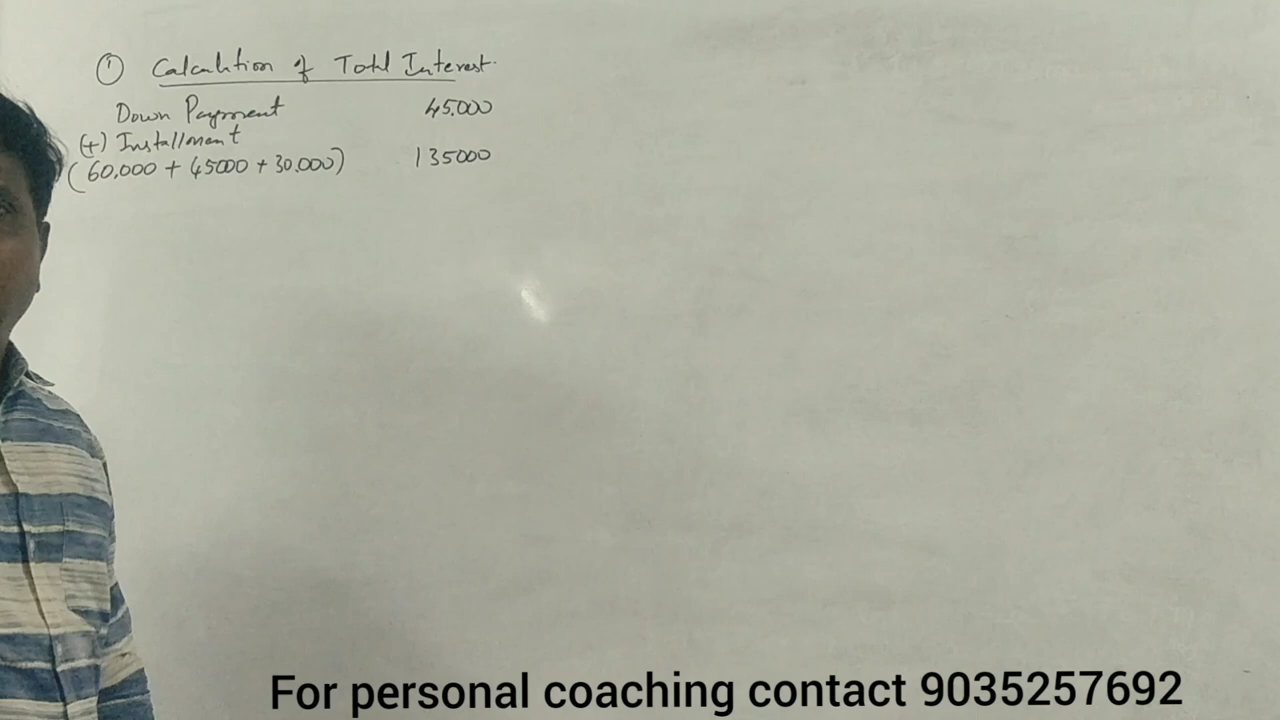 ① Calculation of Total Interest.
Down Payment 45.000
(+) Installment
(60.000 + 45000 + 30.000) 135000
For personal coaching contact 9035257692